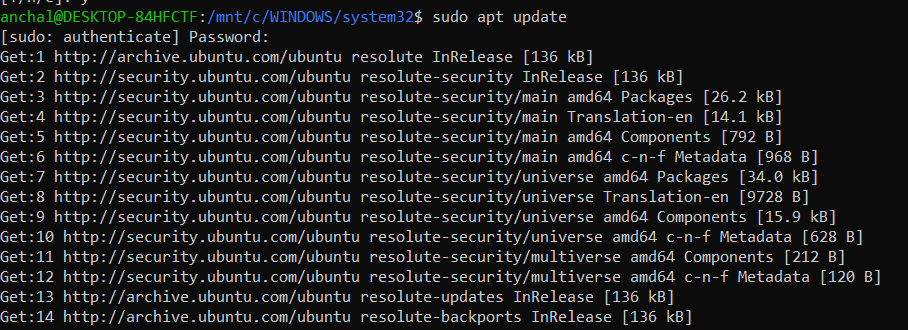 anchal@DESKTOP-84HFCTF:/mnt/c/WINDOWS/system32$ sudo apt update
[sudo: authenticate] Password:
Get:1 http://archive.ubuntu.com/ubuntu resolute InRelease [136 kB]
Get:2 http://security.ubuntu.com/ubuntu resolute-security InRelease [136 kB]
Get:3 http://security.ubuntu.com/ubuntu resolute-security/main amd64 Packages [26.2 kB]
Get:4 http://security.ubuntu.com/ubuntu resolute-security/main Translation-en [14.1 kB]
Get:5 http://security.ubuntu.com/ubuntu resolute-security/main amd64 Components [792 B]
Get:6 http://security.ubuntu.com/ubuntu resolute-security/main amd64 c-n-f Metadata [968 B]
Get:7 http://security.ubuntu.com/ubuntu resolute-security/universe amd64 Packages [34.0 kB]
Get:8 http://security.ubuntu.com/ubuntu resolute-security/universe Translation-en [9728 B]
Get:9 http://security.ubuntu.com/ubuntu resolute-security/universe amd64 Components [15.9 kB]
Get:10 http://security.ubuntu.com/ubuntu resolute-security/universe amd64 c-n-f Metadata [628 B]
Get:11 http://security.ubuntu.com/ubuntu resolute-security/multiverse amd64 Components [212 B]
Get:12 http://security.ubuntu.com/ubuntu resolute-security/multiverse amd64 c-n-f Metadata [120 B]
Get:13 http://archive.ubuntu.com/ubuntu resolute-updates InRelease [136 kB]
Get:14 http://archive.ubuntu.com/ubuntu resolute-backports InRelease [136 kB]